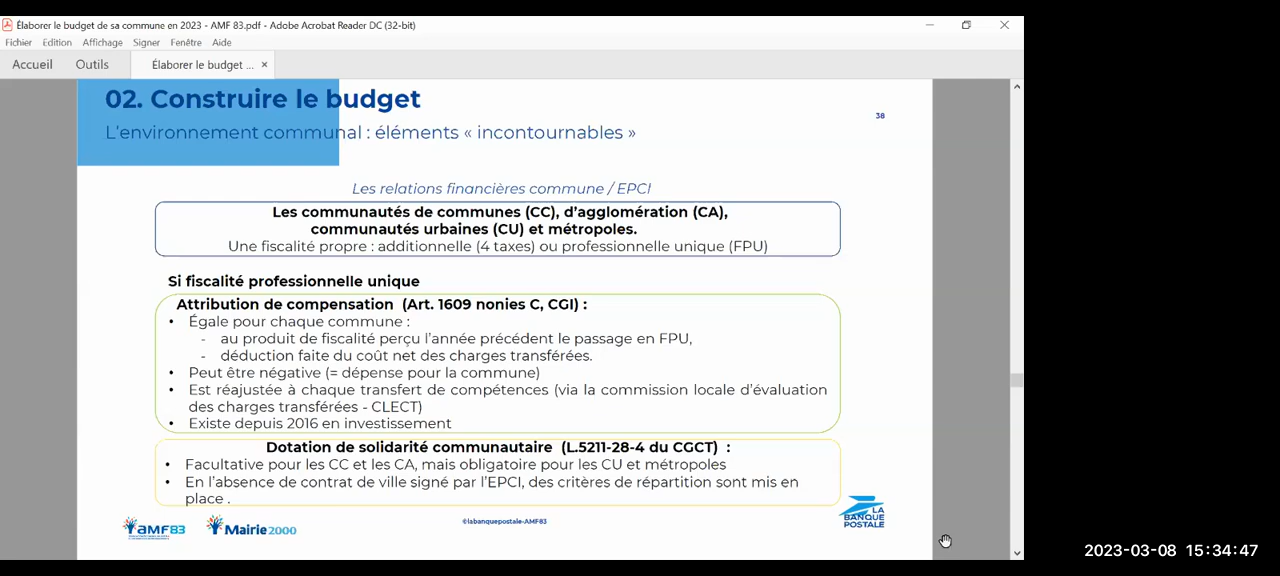 Élaborer le budget de sa commune en 2023 - AMF 83.pdf - Adobe Acrobat Reader DC (32-bit)
Fichier Edition Affichage Signer Fenêtre Aide
Accueil Outils Élaborer le budget ... ×
02. Construire le budget
38
L'environnement communal : éléments « incontournables »
Les relations financières commune / EPCI
Les communautés de communes (CC), d'agglomération (CA),
communautés urbaines (CU) et métropoles.
Une fiscalité propre : additionnelle (4 taxes) ou professionnelle unique (FPU)
Si fiscalité professionnelle unique
Attribution de compensation (Art. 1609 nonies C, CGI) :
• Égale pour chaque commune :
- au produit de fiscalité perçu l'année précédent le passage en FPU,
- déduction faite du coût net des charges transférées.
• Peut être négative (= dépense pour la commune)
• Est réajustée à chaque transfert de compétences (via la commission locale d'évaluation
des charges transférées - CLECT)
• Existe depuis 2016 en investissement
Dotation de solidarité communautaire (L.5211-28-4 du CGCT) :
• Facultative pour les CC et les CA, mais obligatoire pour les CU et métropoles
• En l'absence de contrat de ville signé par l'EPCI, des critères de répartition sont mis en
place .
AMF83
Mairie2000
©labanquepostale-AMF83
LA
BANQUE
POSTALE
2023-03-08 15:34:47